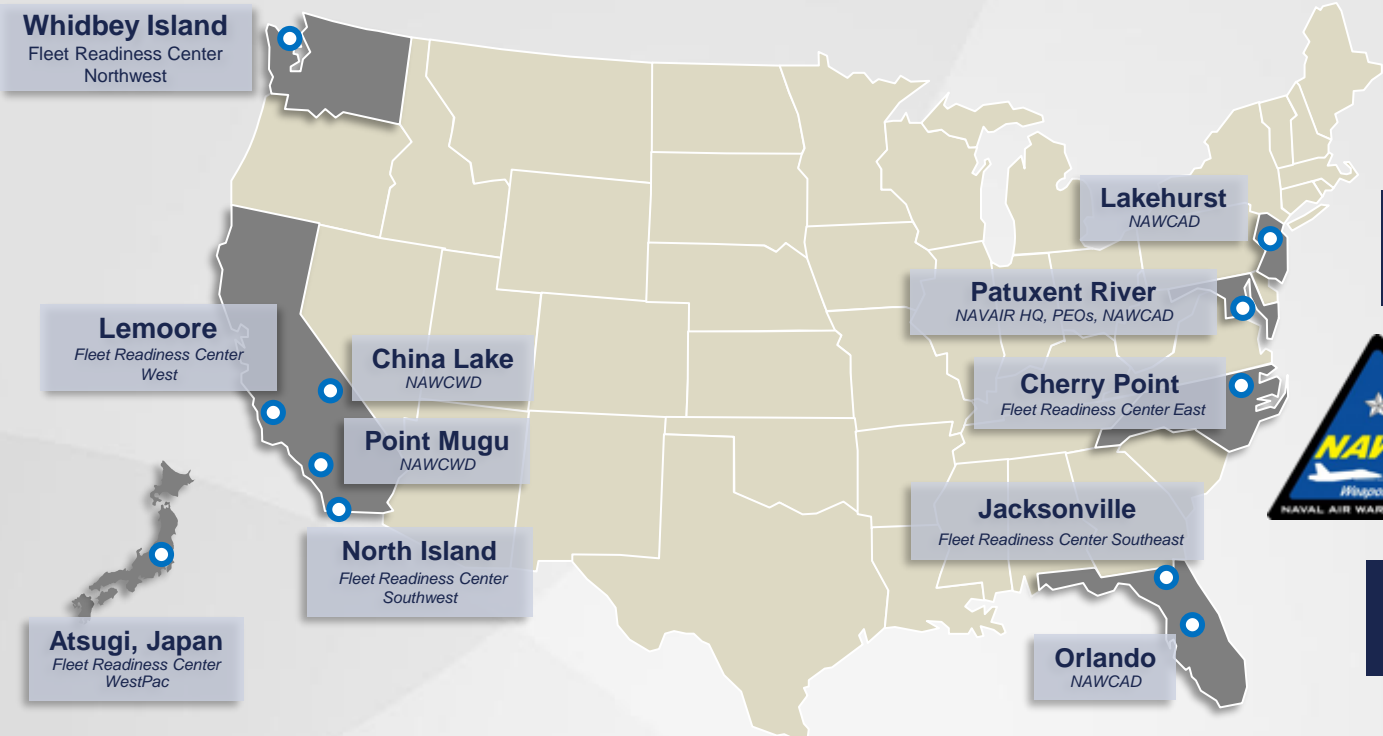 Whidbey Island
Fleet Readiness Center
Northwest
Lakehurst
NAWCAD
Patuxent River
NAVAIR HQ, PEOs, NAWCAD
Lemoore
Fleet Readiness Center
West
China Lake
NAWCWD
Cherry Point
Fleet Readiness Center East
Point Mugu
NAWCWD
Jacksonville
Fleet Readiness Center Southeast
North Island
Fleet Readiness Center
Southwest
Atsugi, Japan
Fleet Readiness Center
WestPac
Orlando
NAWCAD
NAVAL AIR